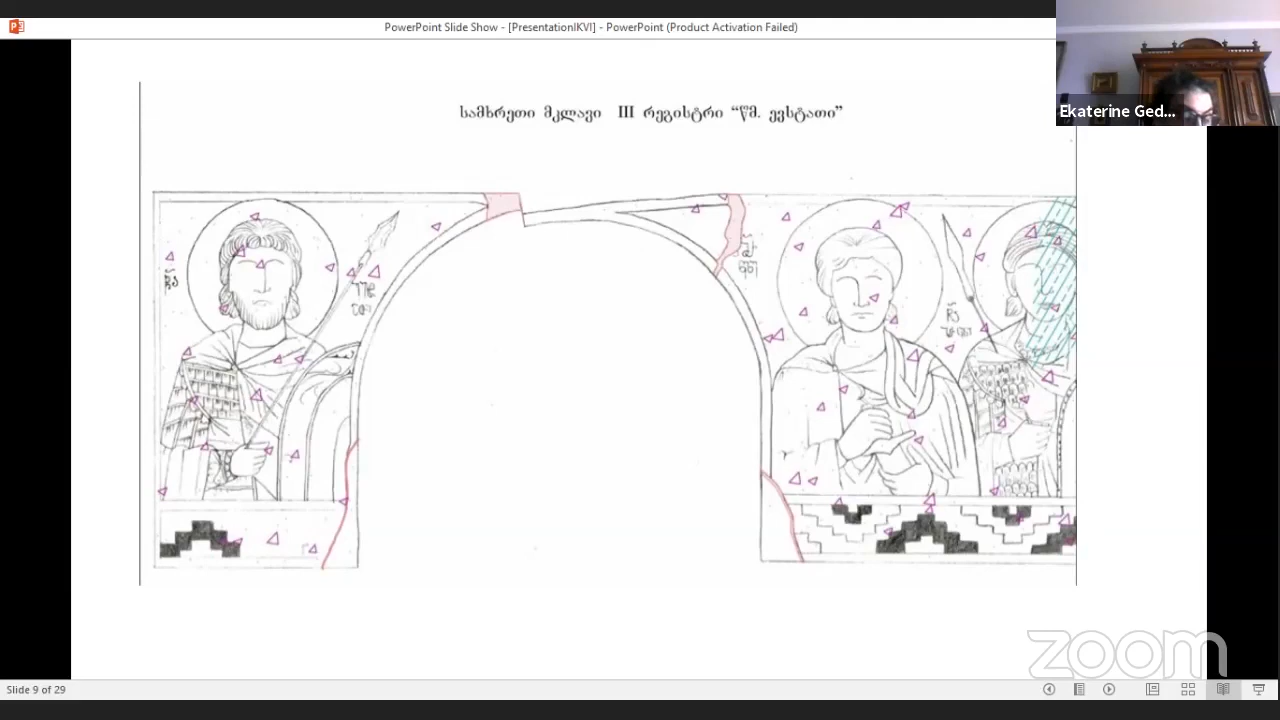 PowerPoint Slide Show - [PresentationIKVI] - PowerPoint (Product Activation Failed)
Ekaterine Ged...
სამხრეთი მკლავი III რეგისტრი “წმ. ევსტათი”
zoom
Slide 9 of 29